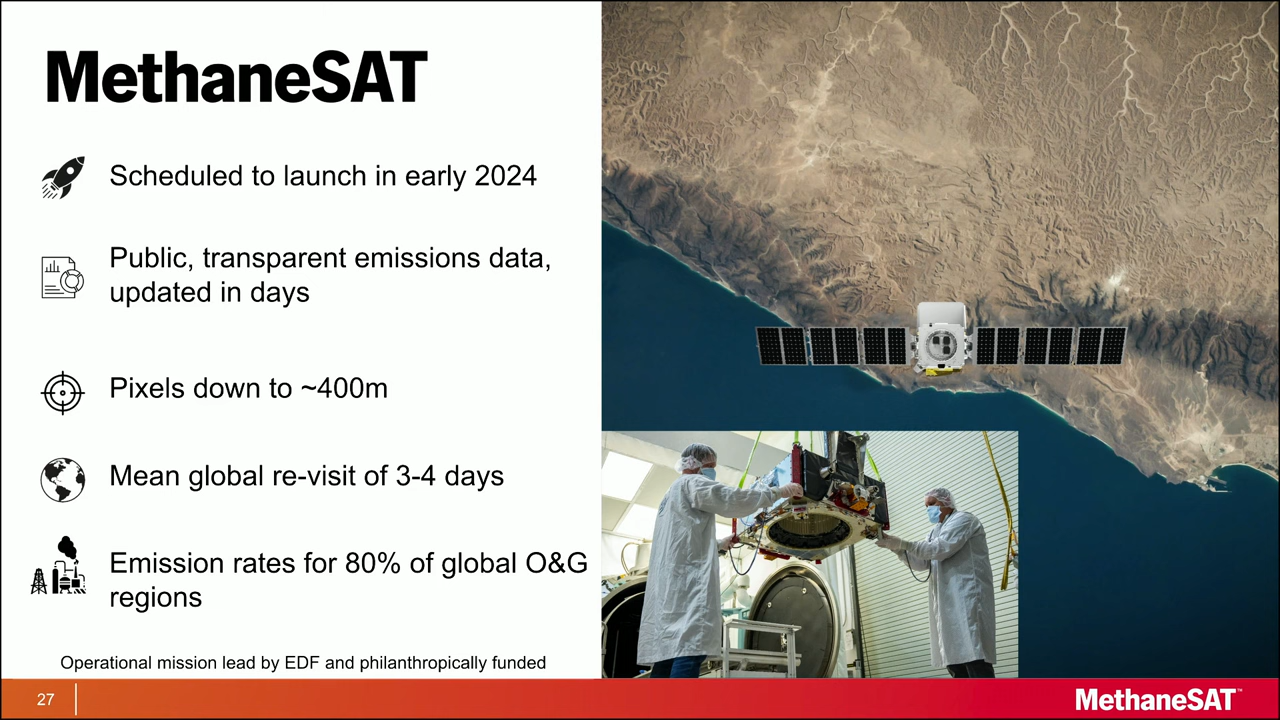 MethaneSAT
Scheduled to launch in early 2024
Public, transparent emissions data,
updated in days
Pixels down to ~400m
Mean global re-visit of 3-4 days
Emission rates for 80% of global O&G
regions
Operational mission lead by EDF and philanthropically funded
27
MethaneSAT™